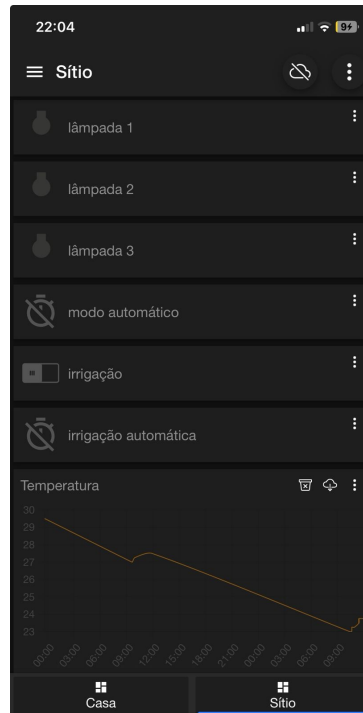 22:04
9
Sítio
lâmpada 1
lâmpada 2
lâmpada 3
modo automático
irrigação
irrigação automática
Temperatura
30
29
28
27
26
25
24
23
00:00 03:00 06:00 09:00 12:00 15:00 18:00 21:00 00:00 03:00 06:00 09:00
Casa
Sítio